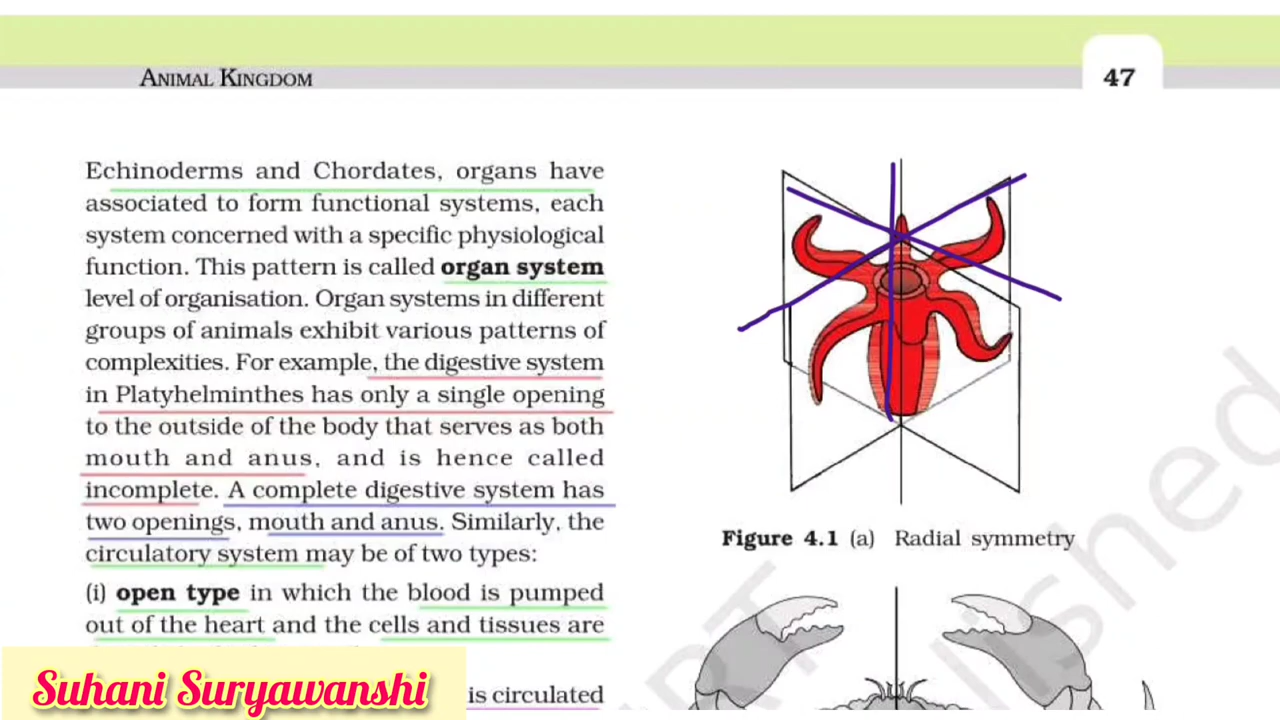 ANIMAL KINGDOM
47
Echinoderms and Chordates, organs have
associated to form functional systems, each
system concerned with a specific physiological
function. This pattern is called organ system
level of organisation. Organ systems in different
groups of animals exhibit various patterns of
complexities. For example, the digestive system
in Platyhelminthes has only a single opening
to the outside of the body that serves as both
mouth and anus, and is hence called
incomplete. A complete digestive system has
two openings, mouth and anus. Similarly, the
circulatory system may be of two types:
(i) open type in which the blood is pumped
out of the heart and the cells and tissues are
is circulated
Suhani Suryawanshi
Figure 4.1 (a) Radial symmetry